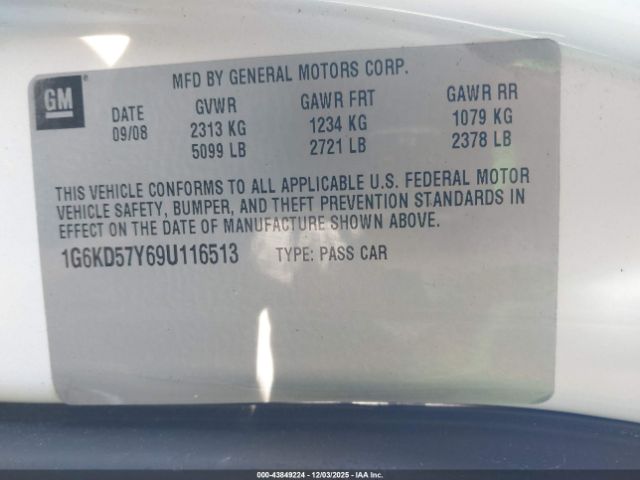 MFD BY GENERAL MOTORS CORP.
GM
DATE GVWR GAWR FRT GAWR RR
09/08 2313 KG 1234 KG 1079 KG
5099 LB 2721 LB 2378 LB
THIS VEHICLE CONFORMS TO ALL APPLICABLE U.S. FEDERAL MOTOR
VEHICLE SAFETY, BUMPER, AND THEFT PREVENTION STANDARDS IN
EFFECT ON THE DATE OF MANUFACTURE SHOWN ABOVE.
1G6KD57Y69U116513 TYPE: PASS CAR
000-43849224 - 12/03/2025 - IAA Inc.